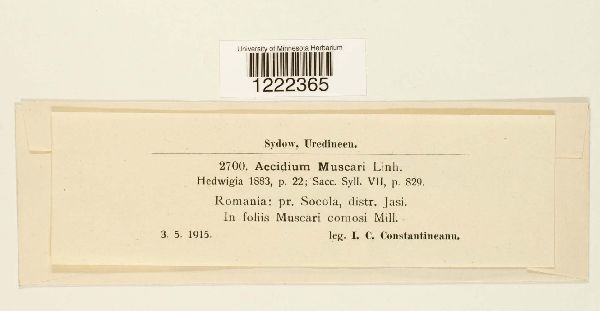 University of Minnesota Herbarium
1222365
Sydow, Uredineen.
2700. Aecidium Muscari Linh.
Hedwigia 1883, p. 22; Sacc. Syll. VII, p. 829.
Romania: pr. Socola, distr. Jasi.
In foliis Muscari comosi Mill.
3. 5. 1915. leg. I. C. Constantineanu.